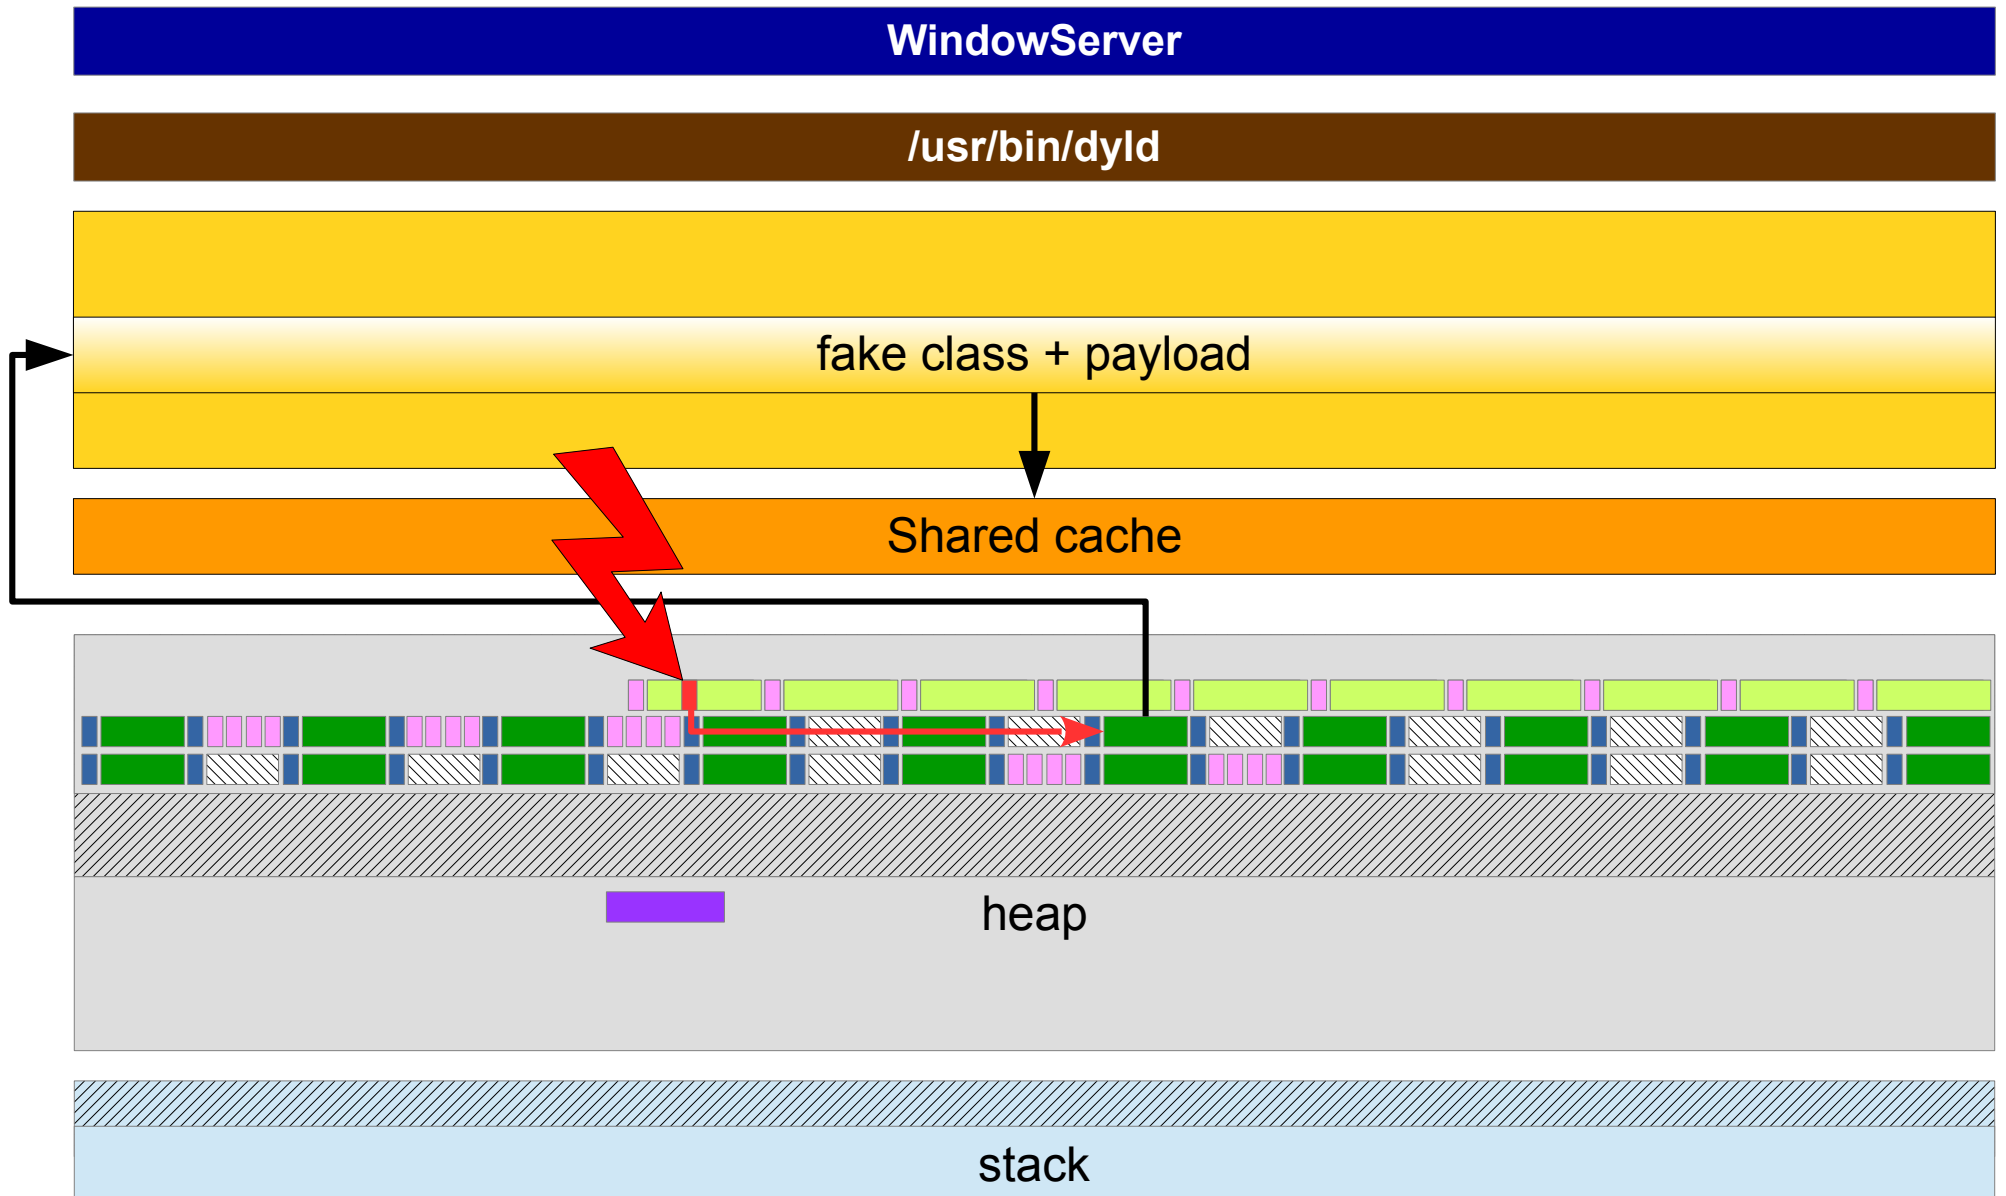 WindowServer
/usr/bin/dyld
fake class + payload
Shared cache
heap
stack